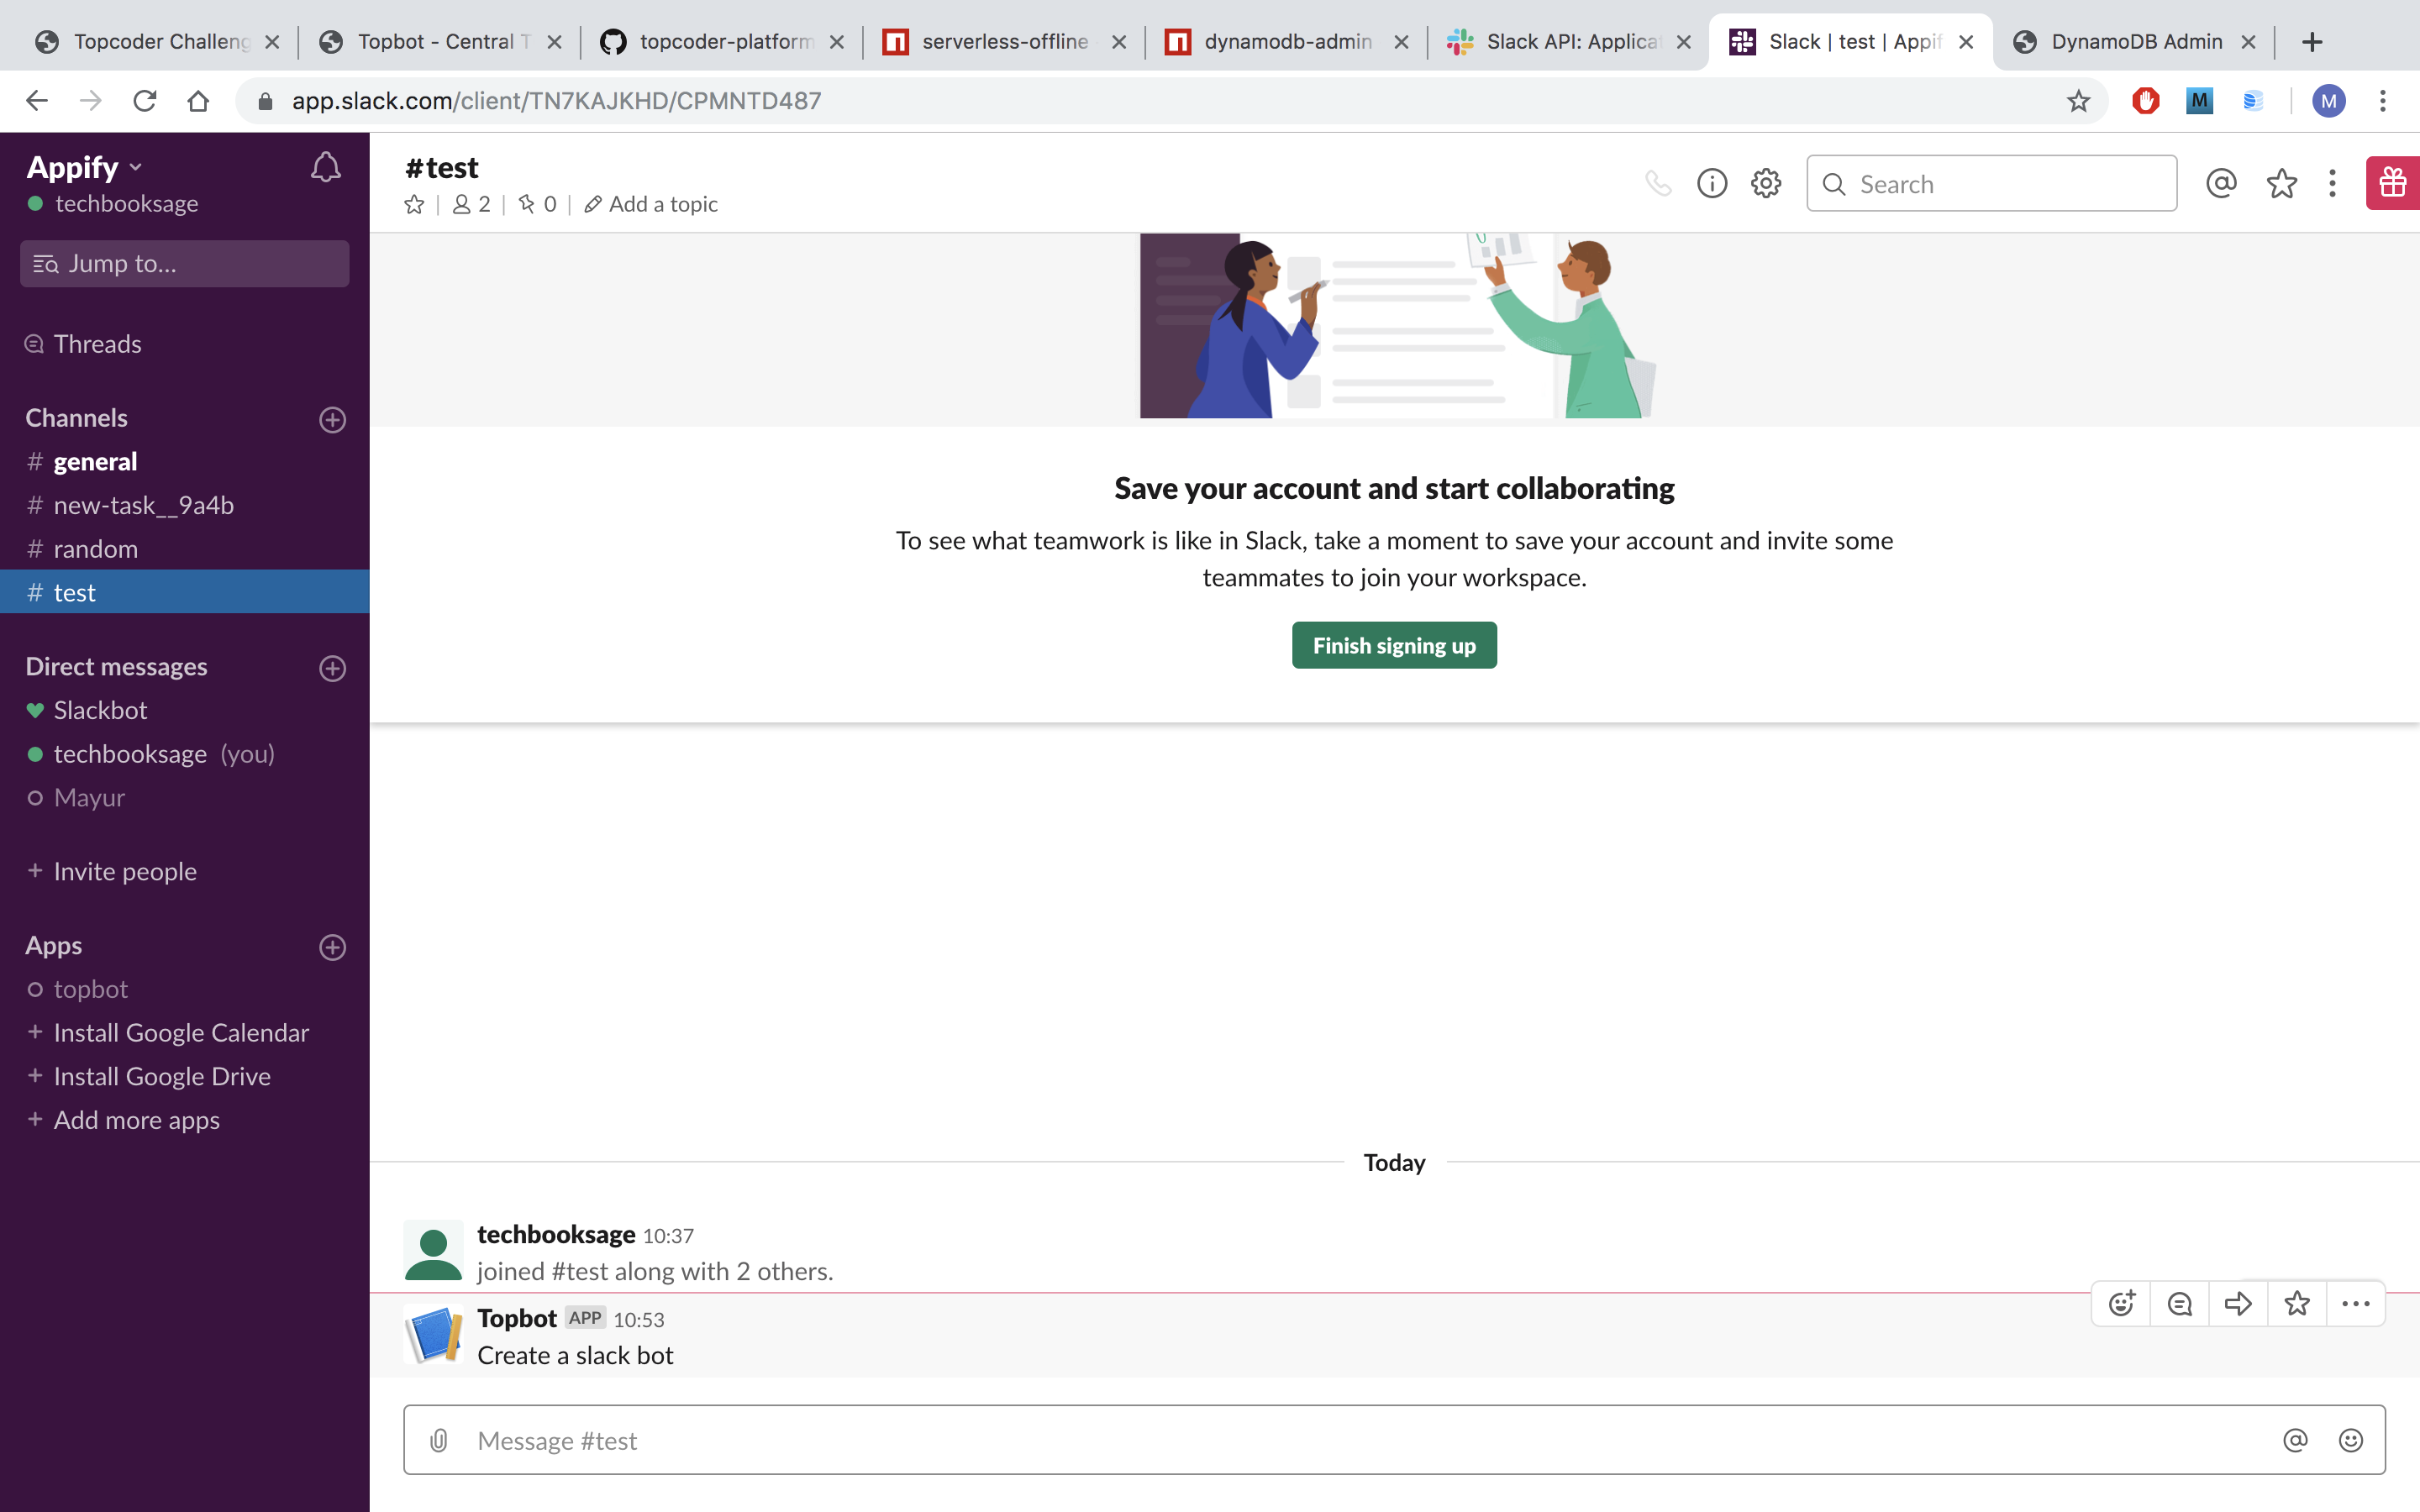 Topcoder Challeng
Topbot - Central T
topcoder-platform
serverless-offline
dynamodb-admin
Slack API: Applicat
Slack | test | Appif
DynamoDB Admin
app.slack.com/client/TN7KAJKHD/CPMNTD487
M
M
Appify
techbooksage
Jump to...
Threads
Channels
# general
# new-task__9a4b
# random
# test
Direct messages
Slackbot
techbooksage (you)
Mayur
+ Invite people
Apps
topbot
+ Install Google Calendar
+ Install Google Drive
+ Add more apps
#test
2 | 0 | Add a topic
Search
Save your account and start collaborating
To see what teamwork is like in Slack, take a moment to save your account and invite some
teammates to join your workspace.
Finish signing up
Today
techbooksage 10:37
joined #test along with 2 others.
Topbot APP 10:53
Create a slack bot
Message #test